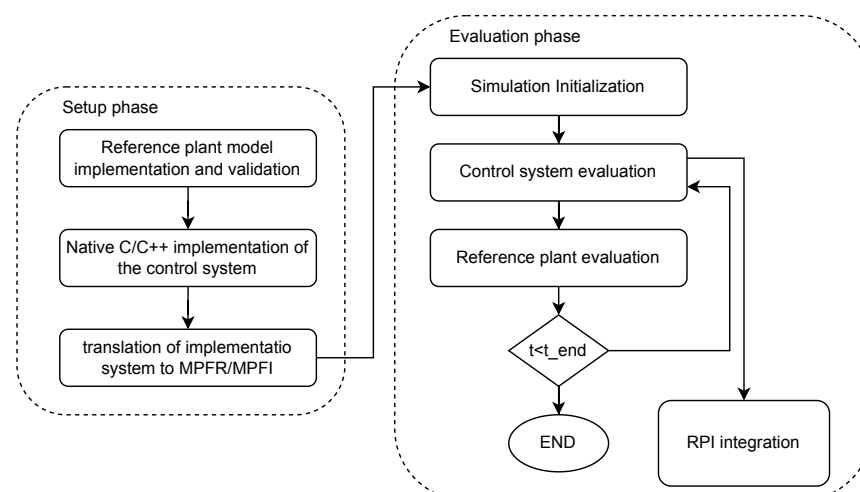 Setup phase
Reference plant model
implementation and validation
Native C/C++ implementation of
the control system
translation of implementatio
system to MPFR/MPFI
Evaluation phase
Simulation Initialization
Control system evaluation
Reference plant evaluation
t<t_end
END
RPI integration